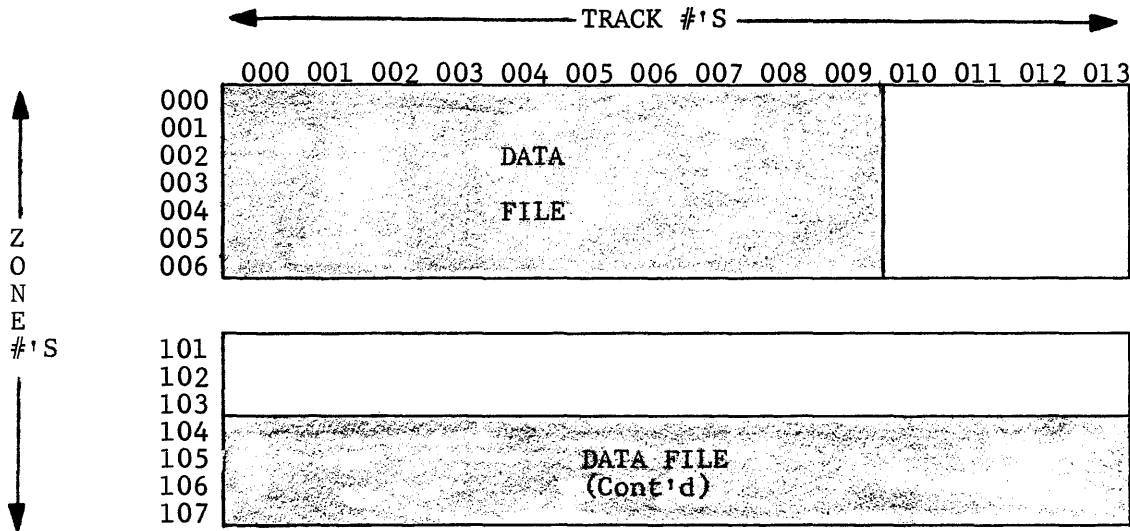 TRACK #'S
000 001 002 003 004 005 006 007 008 009 010 011 012 013
ZONE #'S
000
001
002
003
004
005
006
DATA
FILE
101
102
103
104
105
106
107
DATA FILE
(Cont'd)